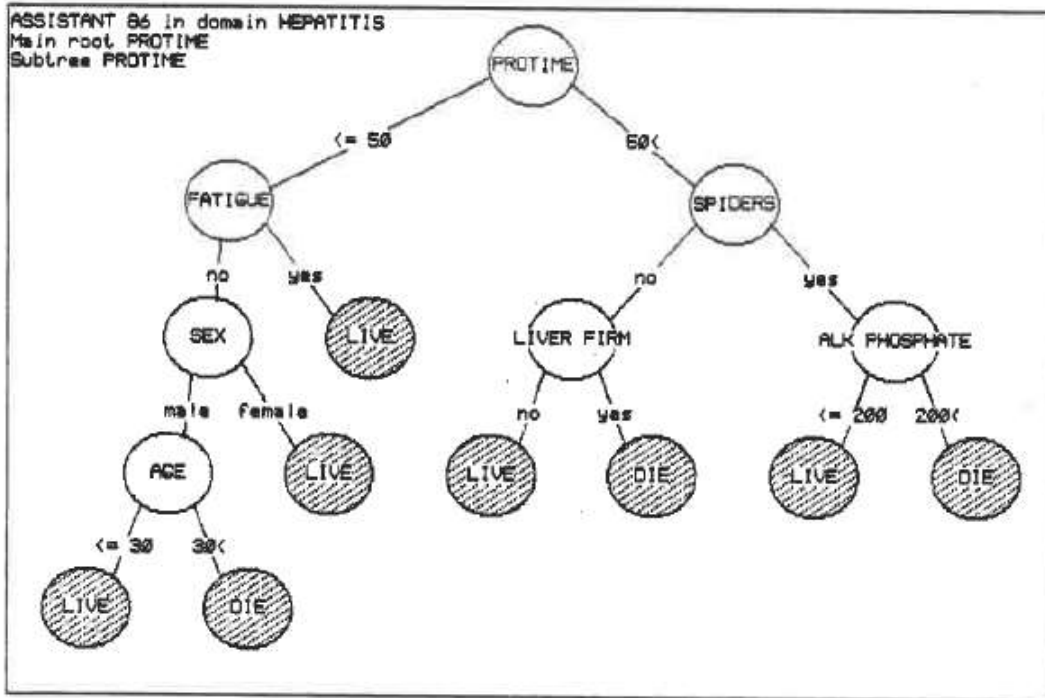 ASSISTANT 86 in domain HEPATITIS
Main root PROTIME
Subtree PROTIME
PROTIME
<= 50 50<
FATIGUE SPIDERS
no yes no yes
SEX LIVE LIVER FIRM ALK PHOSPHATE
male female no yes <= 200 200<
AGE LIVE LIVE DIE LIVE DIE
<= 30 30<
LIVE DIE